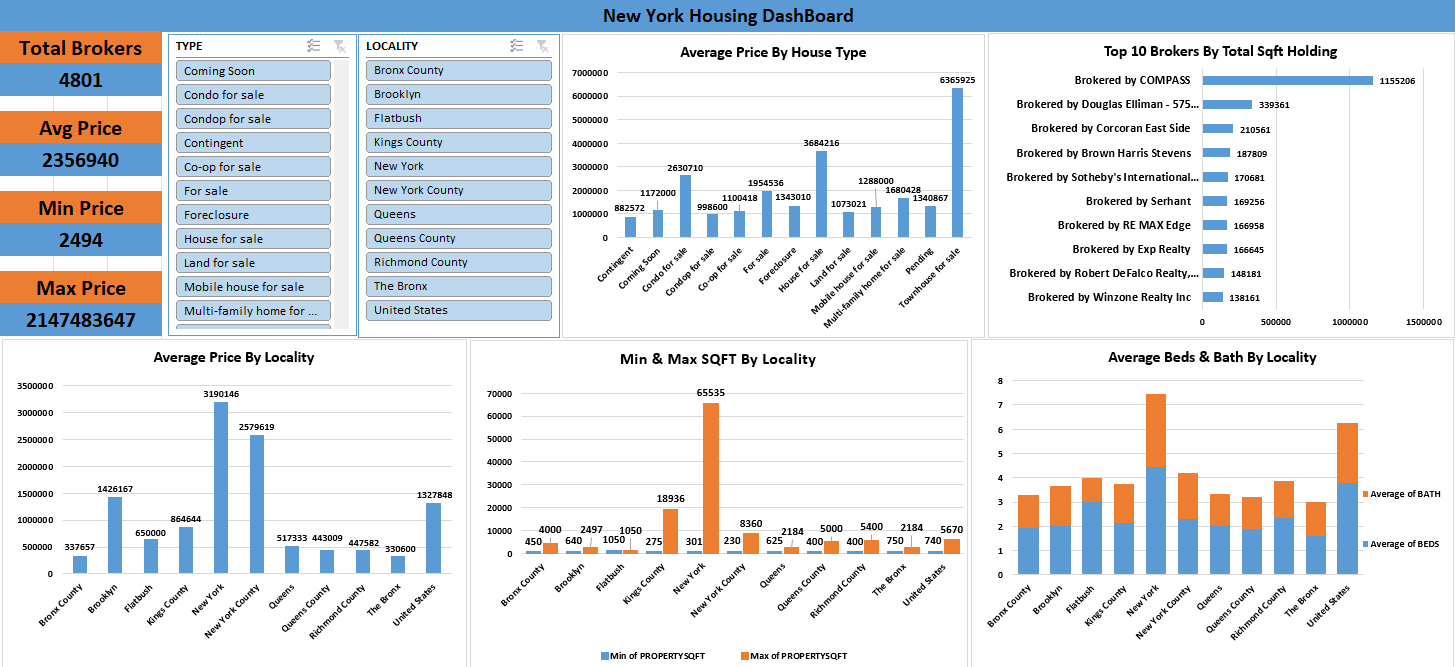 New York Housing DashBoard
Total Brokers
4801
Avg Price
2356940
Min Price
2494
Max Price
2147483647
TYPE
Coming Soon
Condo for sale
Condop for sale
Contingent
Co-op for sale
For sale
Foreclosure
House for sale
Land for sale
Mobile house for sale
Multi-family home for ...
LOCALITY
Bronx County
Brooklyn
Flatbush
Kings County
New York
New York County
Queens
Queens County
Richmond County
The Bronx
United States
Average Price By House Type
7000000
6000000
5000000
4000000
3000000
2000000
1000000
0
882572
1172000
2630710
998600
1100418
1954536
1343010
3684216
1073021
1288000
1680428
1340867
6365925
Contingent
Coming Soon
Condo for sale
Condop for sale
Co-op for sale
For sale
Foreclosure
House for sale
Land for sale
Mobile house for sale
Multi-family home for sale
Pending
Townhouse for sale
Top 10 Brokers By Total Sqft Holding
Brokered by COMPASS 1155206
Brokered by Douglas Elliman - 575... 339361
Brokered by Corcoran East Side 210561
Brokered by Brown Harris Stevens 187809
Brokered by Sotheby's International... 170681
Brokered by Serhant 169256
Brokered by RE MAX Edge 166958
Brokered by Exp Realty 166645
Brokered by Robert DeFalco Realty,... 148181
Brokered by Winzone Realty Inc 138161
0 500000 1000000 1500000
Average Price By Locality
3500000
3000000
2500000
2000000
1500000
1000000
500000
0
337657
1426167
650000
864644
3190146
2579619
517333
443009
447582
330600
1327848
Bronx County
Brooklyn
Flatbush
Kings County
New York
New York County
Queens
Queens County
Richmond County
The Bronx
United States
Min & Max SQFT By Locality
70000
60000
50000
40000
30000
20000
10000
0
450 4000
640 2497
1050 1050
275 18936
301 65535
230 8360
625 2184
400 5000
400 5400
750 2184
740 5670
Bronx County
Brooklyn
Flatbush
Kings County
New York
New York County
Queens
Queens County
Richmond County
The Bronx
United States
Min of PROPERTYSQFT Max of PROPERTYSQFT
Average Beds & Bath By Locality
8
7
6
5
4
3
2
1
0
Bronx County
Brooklyn
Flatbush
Kings County
New York
New York County
Queens
Queens County
Richmond County
The Bronx
United States
Average of BATH
Average of BEDS